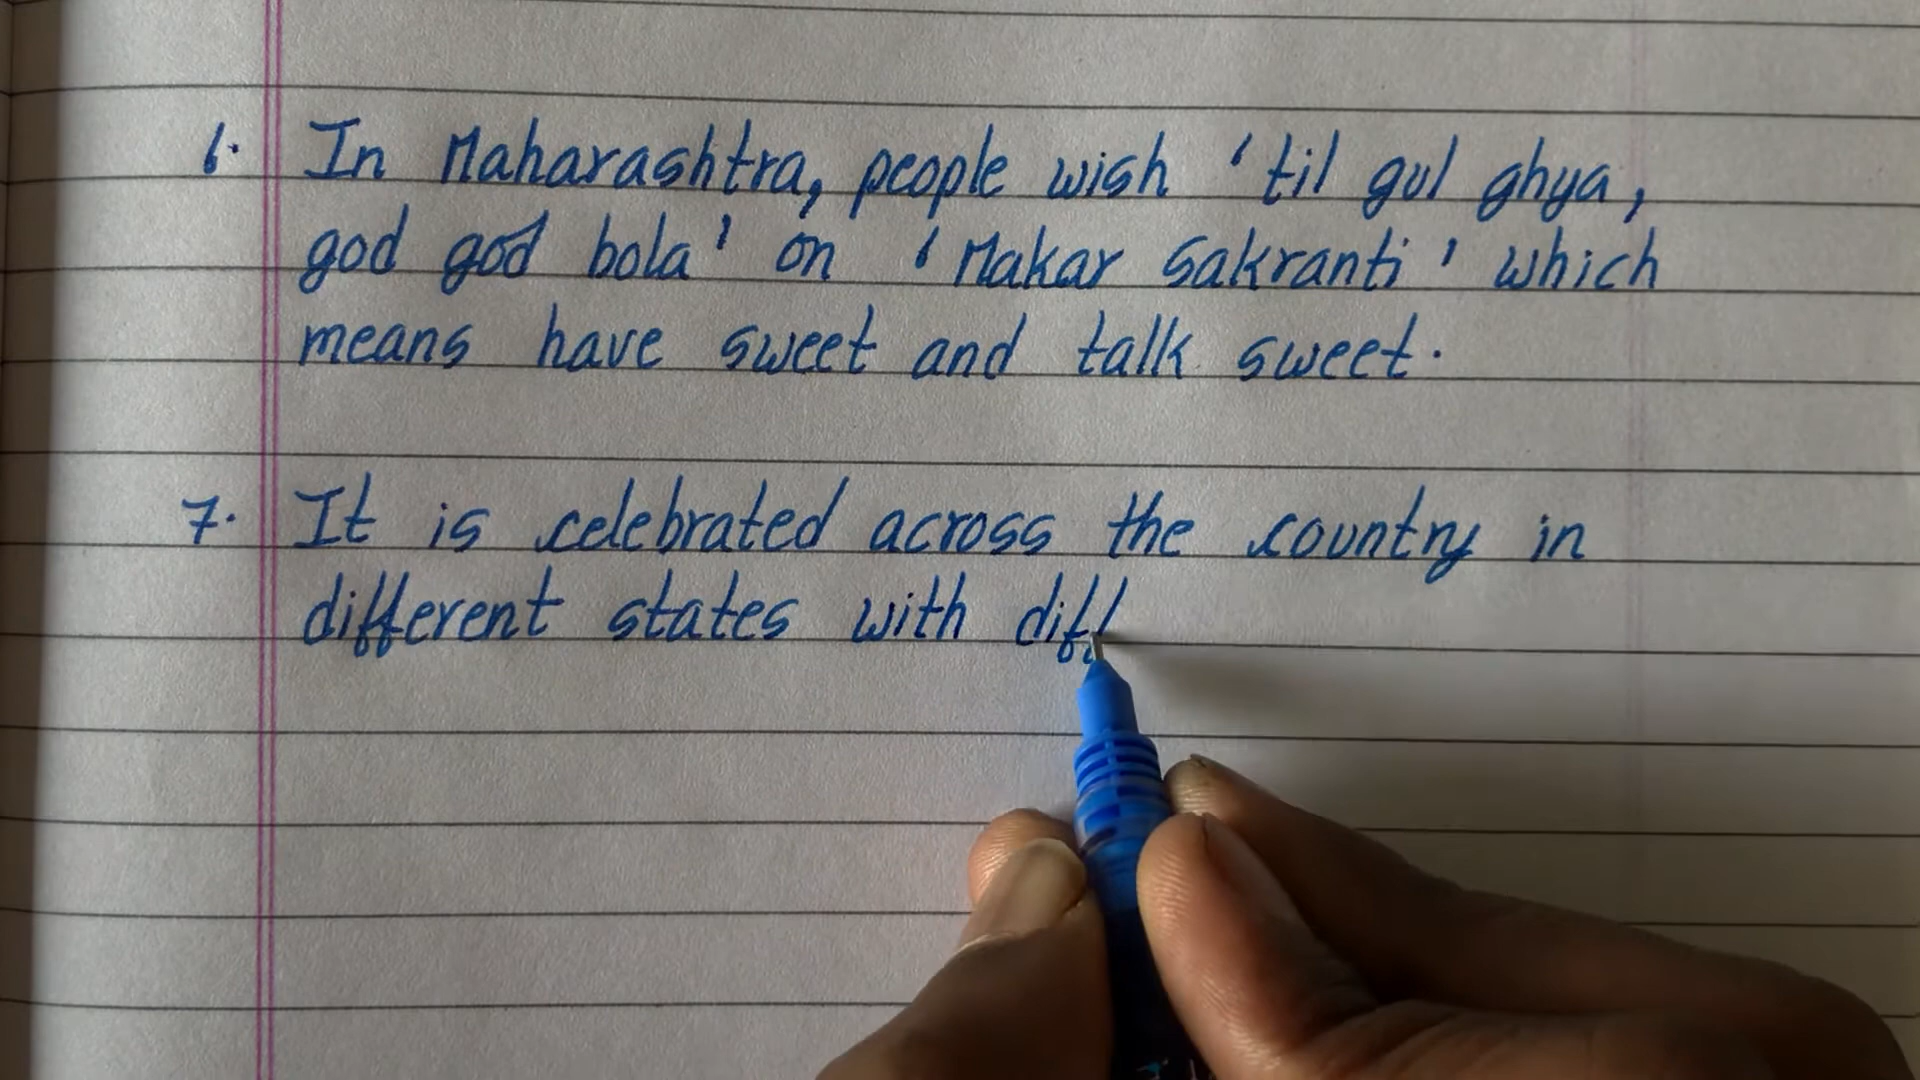 6. In Maharashtra, people wish 'til gul ghya,
god god bola' on 'Makar Sakranti' which
means have sweet and talk sweet.
7. It is celebrated across the country in
different states with diff